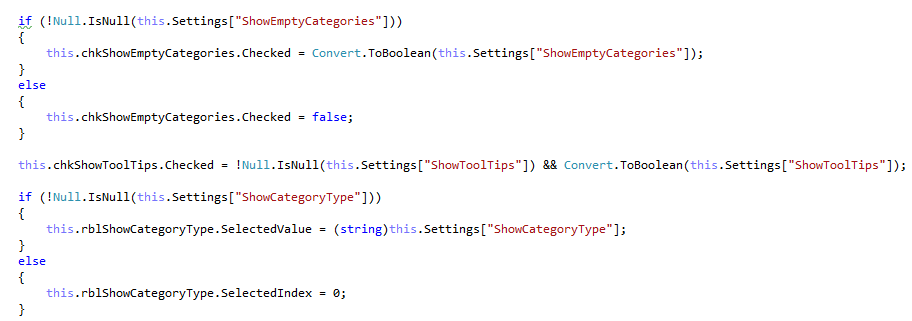 if (!Null.IsNull(this.Settings["ShowEmptyCategories"]))
{
    this.chkShowEmptyCategories.Checked = Convert.ToBoolean(this.Settings["ShowEmptyCategories"]);
}
else
{
    this.chkShowEmptyCategories.Checked = false;
}

this.chkShowToolTips.Checked = !Null.IsNull(this.Settings["ShowToolTips"]) && Convert.ToBoolean(this.Settings["ShowToolTips"]);

if (!Null.IsNull(this.Settings["ShowCategoryType"]))
{
    this.rblShowCategoryType.SelectedValue = (string)this.Settings["ShowCategoryType"];
}
else
{
    this.rblShowCategoryType.SelectedIndex = 0;
}